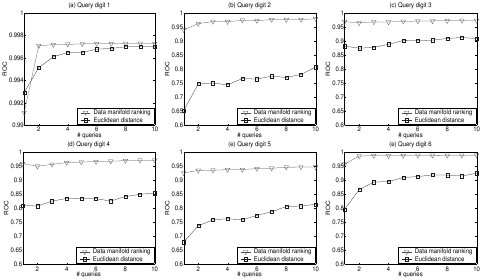 (a) Query digit 1
1
0.998
0.996
0.994
0.992
0.99
ROC
2 4 6 8 10
# queries
Data manifold ranking
Euclidean distance
(b) Query digit 2
1
0.95
0.9
0.85
0.8
0.75
0.7
0.65
0.6
ROC
2 4 6 8 10
# queries
Data manifold ranking
Euclidean distance
(c) Query digit 3
1
0.95
0.9
0.85
0.8
0.75
0.7
0.65
0.6
ROC
2 4 6 8 10
# queries
Data manifold ranking
Euclidean distance
(d) Query digit 4
1
0.95
0.9
0.85
0.8
0.75
0.7
0.65
0.6
ROC
2 4 6 8 10
# queries
Data manifold ranking
Euclidean distance
(e) Query digit 5
1
0.95
0.9
0.85
0.8
0.75
0.7
0.65
0.6
ROC
2 4 6 8 10
# queries
Data manifold ranking
Euclidean distance
(e) Query digit 6
1
0.95
0.9
0.85
0.8
0.75
0.7
0.65
0.6
ROC
2 4 6 8 10
# queries
Data manifold ranking
Euclidean distance